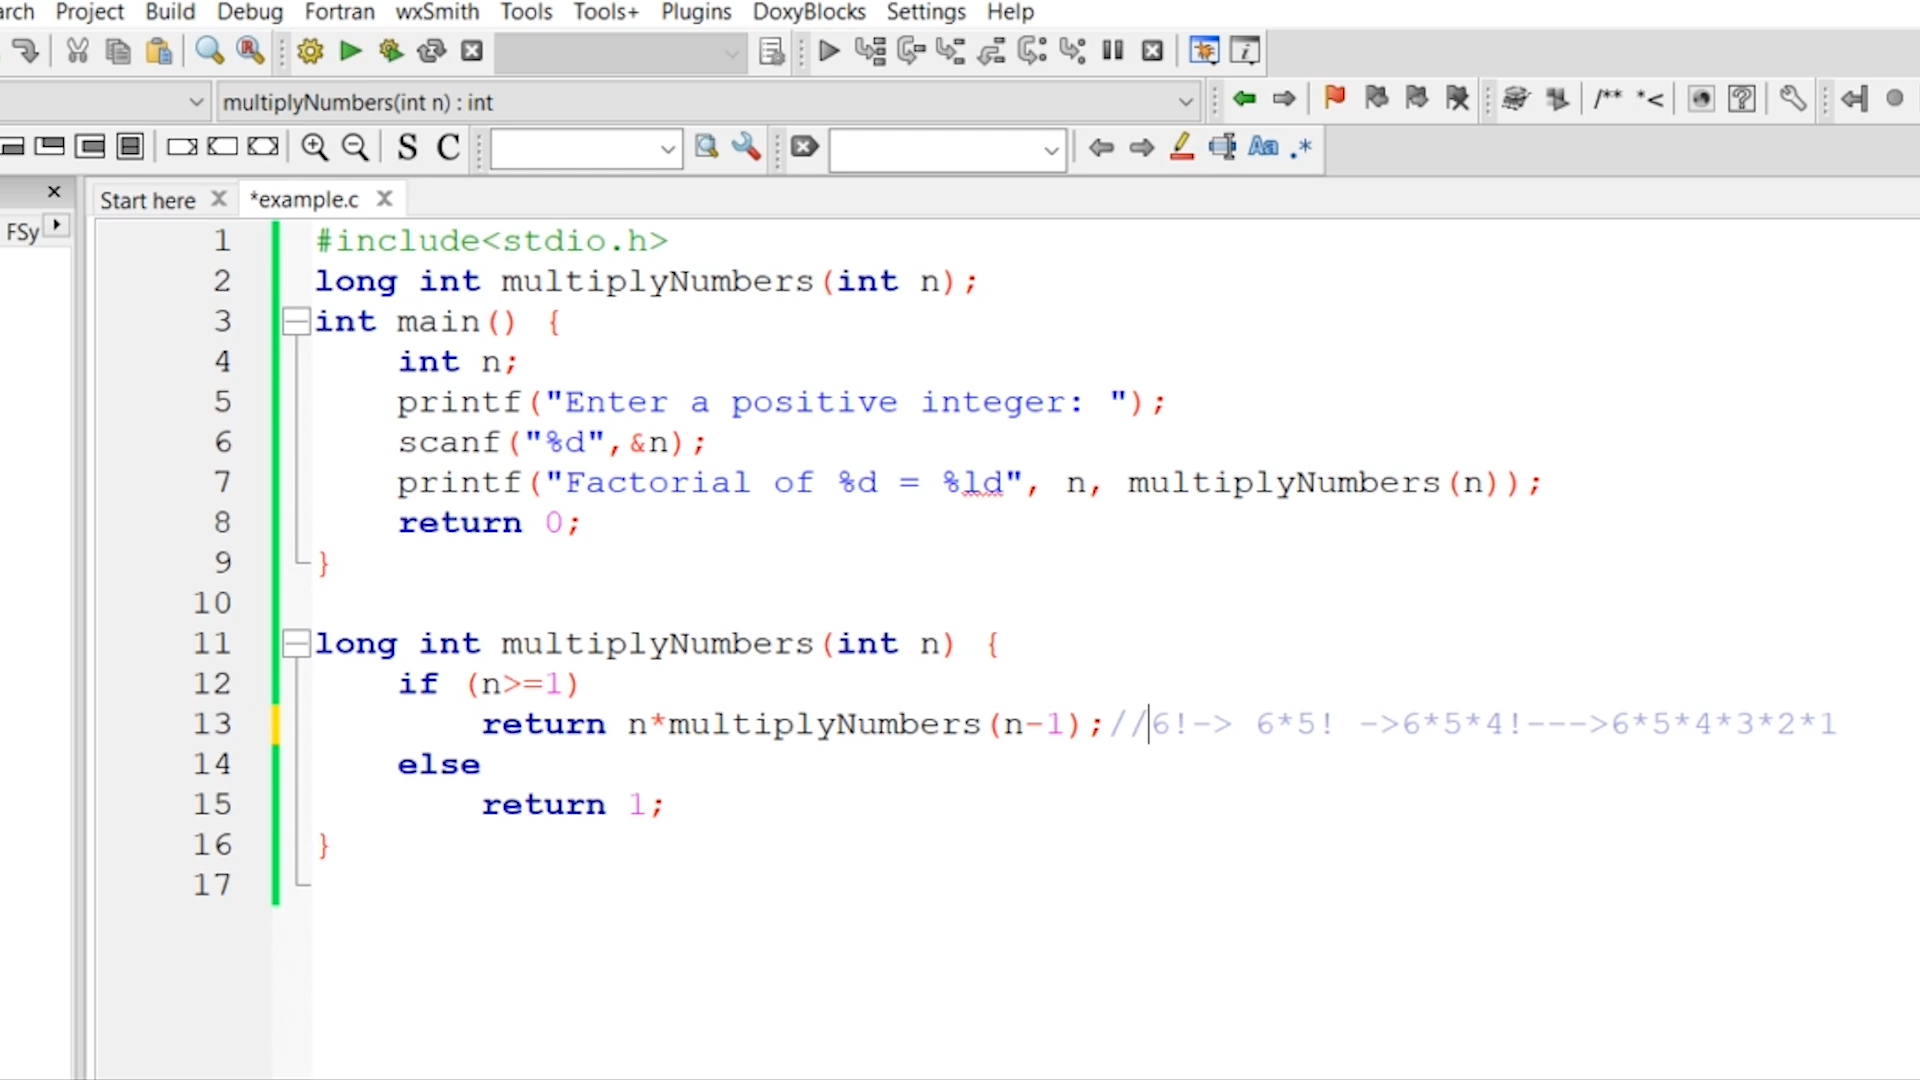 arch Project Build Debug Fortran wxSmith Tools Tools+ Plugins DoxyBlocks Settings Help
multiplyNumbers(int n) : int /** *<
S C Aa .*
Start here *example.c
FSy
1 #include<stdio.h>
2 long int multiplyNumbers(int n);
3 int main() {
4 int n;
5 printf("Enter a positive integer: ");
6 scanf("%d",&n);
7 printf("Factorial of %d = %ld", n, multiplyNumbers(n));
8 return 0;
9 }
10
11 long int multiplyNumbers(int n) {
12 if (n>=1)
13 return n*multiplyNumbers(n-1);//6!-> 6*5! ->6*5*4!--->6*5*4*3*2*1
14 else
15 return 1;
16 }
17